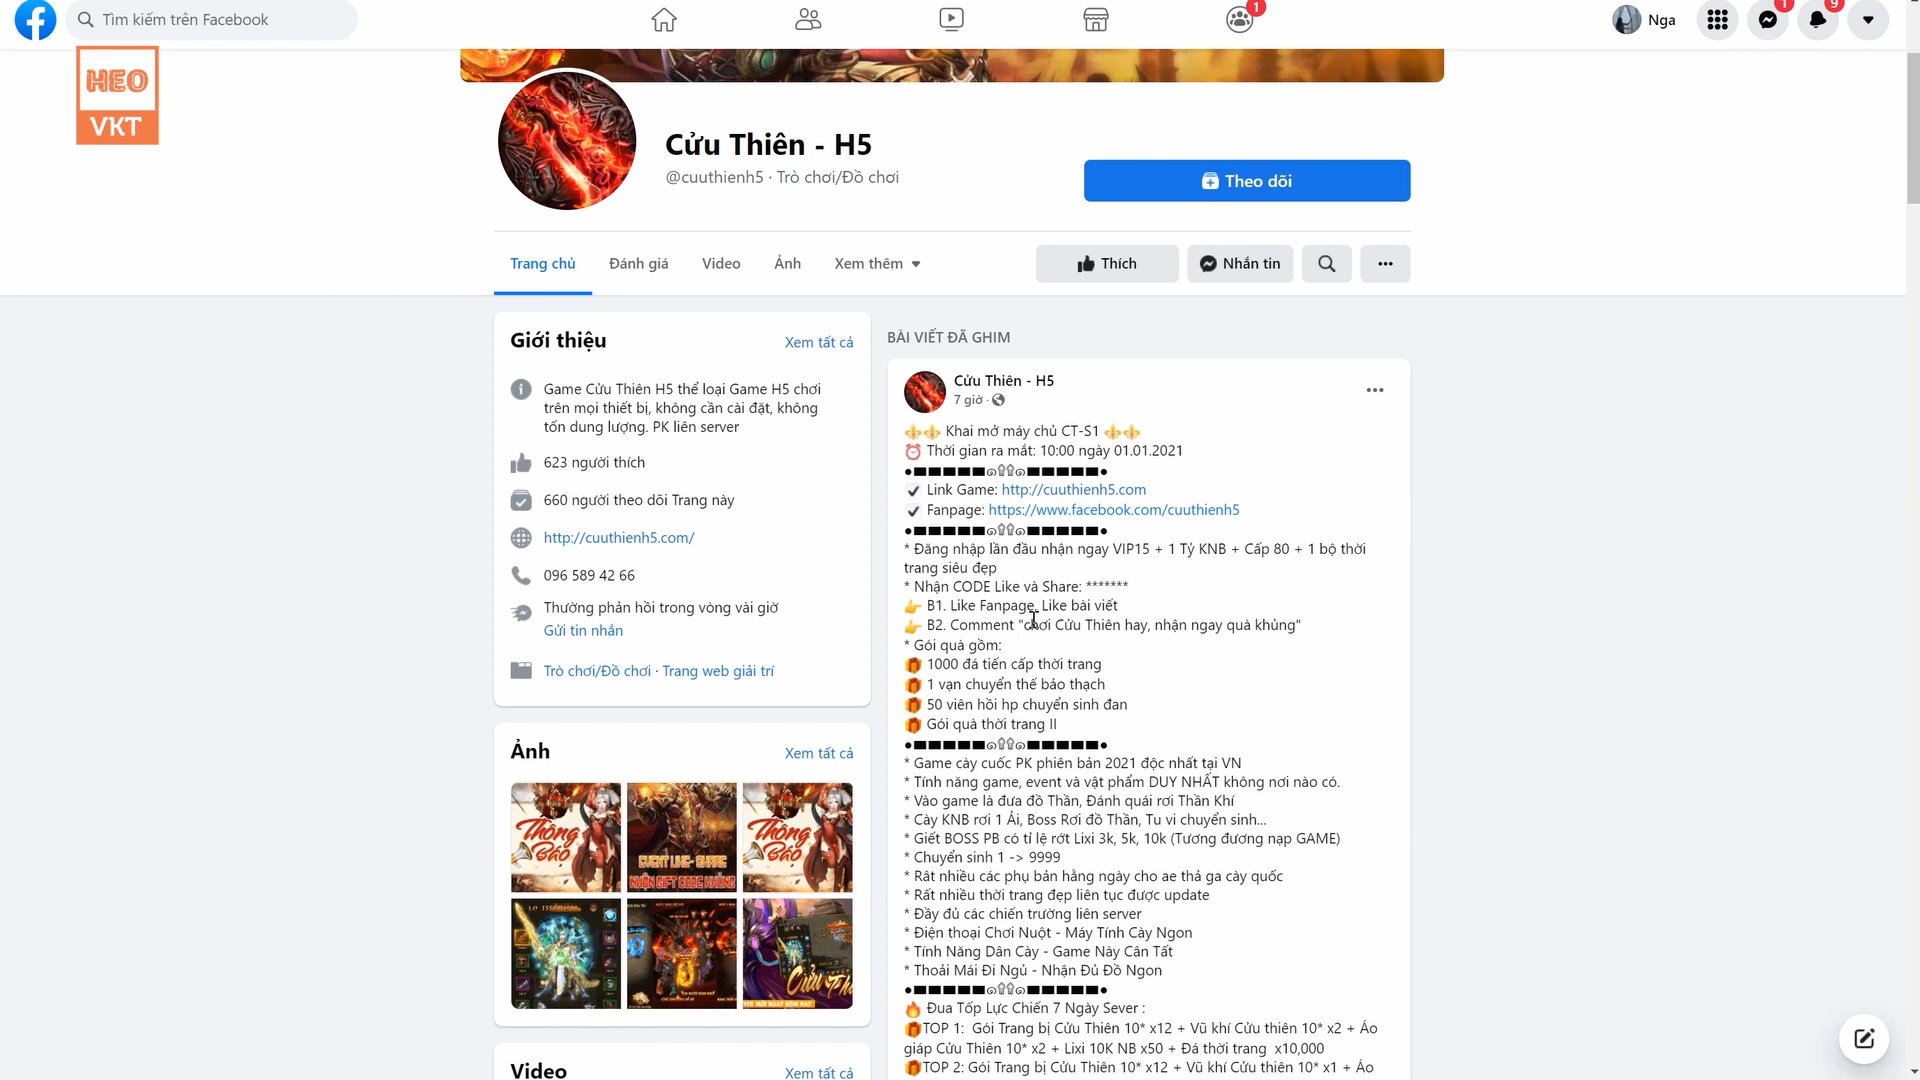 Tìm kiếm trên Facebook
1
Nga
1
9
HEO
VKT
Cửu Thiên - H5
@cuuthienh5 · Trò chơi/Đồ chơi
Theo dõi
Trang chủ
Đánh giá
Video
Ảnh
Xem thêm
Thích
Nhắn tin
Giới thiệu
Xem tất cả
Game Cửu Thiên H5 thể loại Game H5 chơi
trên mọi thiết bị, không cần cài đặt, không
tốn dung lượng. PK liên server
623 người thích
660 người theo dõi Trang này
http://cuuthienh5.com/
096 589 42 66
Thường phản hồi trong vòng vài giờ
Gửi tin nhắn
Trò chơi/Đồ chơi · Trang web giải trí
Ảnh
Xem tất cả
Thông Báo
EVENT LIKE- SHARE
NHẬN GIFT CODE KHỦNG
Thông Báo
Video
Xem tất cả
BÀI VIẾT ĐÃ GHIM
Cửu Thiên - H5
7 giờ ·
Khai mở máy chủ CT-S1
Thời gian ra mắt: 10:00 ngày 01.01.2021
Link Game: http://cuuthienh5.com
Fanpage: https://www.facebook.com/cuuthienh5
* Đăng nhập lần đầu nhận ngay VIP15 + 1 Tỷ KNB + Cấp 80 + 1 bộ thời
trang siêu đẹp
* Nhận CODE Like và Share: *******
B1. Like Fanpage, Like bài viết
B2. Comment "chơi Cửu Thiên hay, nhận ngay quà khủng"
* Gói quà gồm:
1000 đá tiến cấp thời trang
1 vạn chuyển thế bảo thạch
50 viên hồi hp chuyển sinh đan
Gói quà thời trang II
* Game cày cuốc PK phiên bản 2021 độc nhất tại VN
* Tính năng game, event và vật phẩm DUY NHẤT không nơi nào có.
* Vào game là đưa đồ Thần, Đánh quái rơi Thần Khí
* Cày KNB rơi 1 Ải, Boss Rơi đồ Thần, Tu vi chuyển sinh...
* Giết BOSS PB có tỉ lệ rớt Lixi 3k, 5k, 10k (Tương đương nạp GAME)
* Chuyển sinh 1 -> 9999
* Rât nhiều các phụ bản hằng ngày cho ae thả ga cày quốc
* Rất nhiều thời trang đẹp liên tục được update
* Đầy đủ các chiến trường liên server
* Điện thoại Chơi Nuột - Máy Tính Cày Ngon
* Tính Năng Dân Cày - Game Này Cân Tất
* Thoải Mái Đi Ngủ - Nhận Đủ Đồ Ngon
Đua Tốp Lực Chiến 7 Ngày Sever :
TOP 1: Gói Trang bị Cửu Thiên 10* x12 + Vũ khí Cửu thiên 10* x2 + Áo
giáp Cửu Thiên 10* x2 + Lixi 10K NB x50 + Đá thời trang x10,000
TOP 2: Gói Trang bị Cửu Thiên 10* x12 + Vũ khí Cửu thiên 10* x1 + Áo